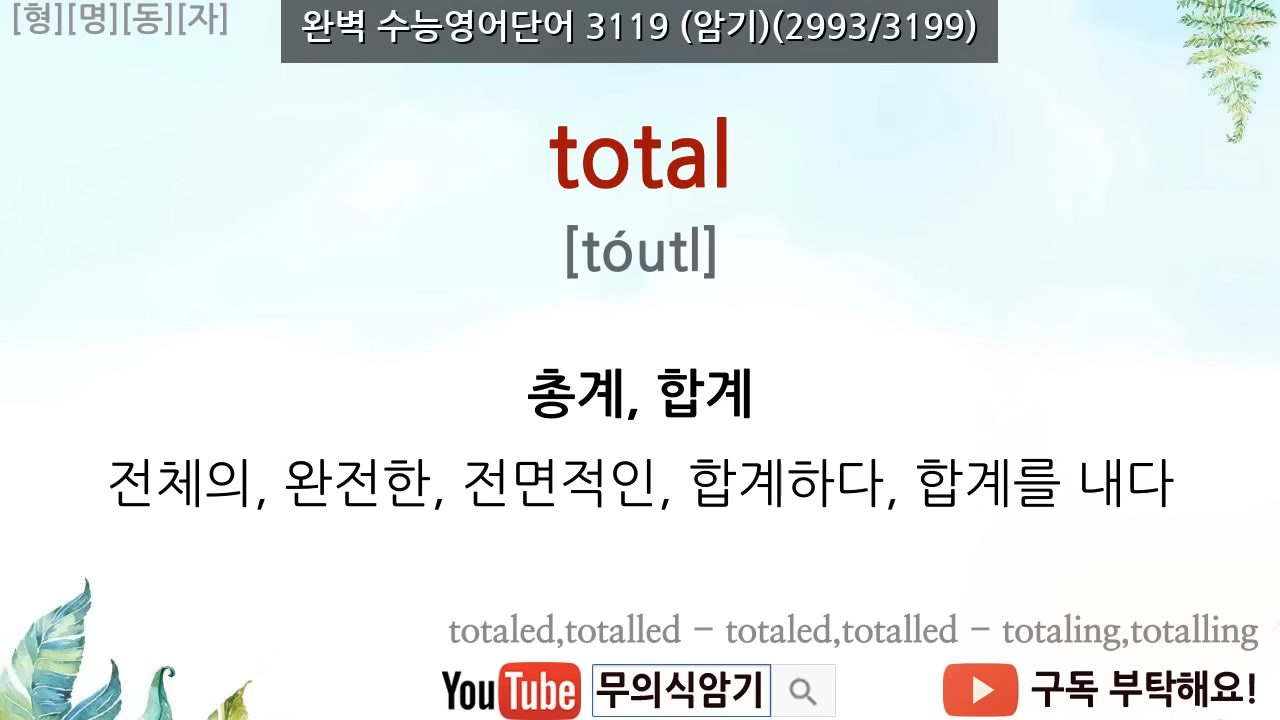 [형][명][동][자]
완벽 수능영어단어 3119 (암기)(2993/3199)
total
[tóutl]
총계, 합계
전체의, 완전한, 전면적인, 합계하다, 합계를 내다
totaled,totalled - totaled,totalled - totaling,totalling
YouTube 무의식암기 구독 부탁해요!